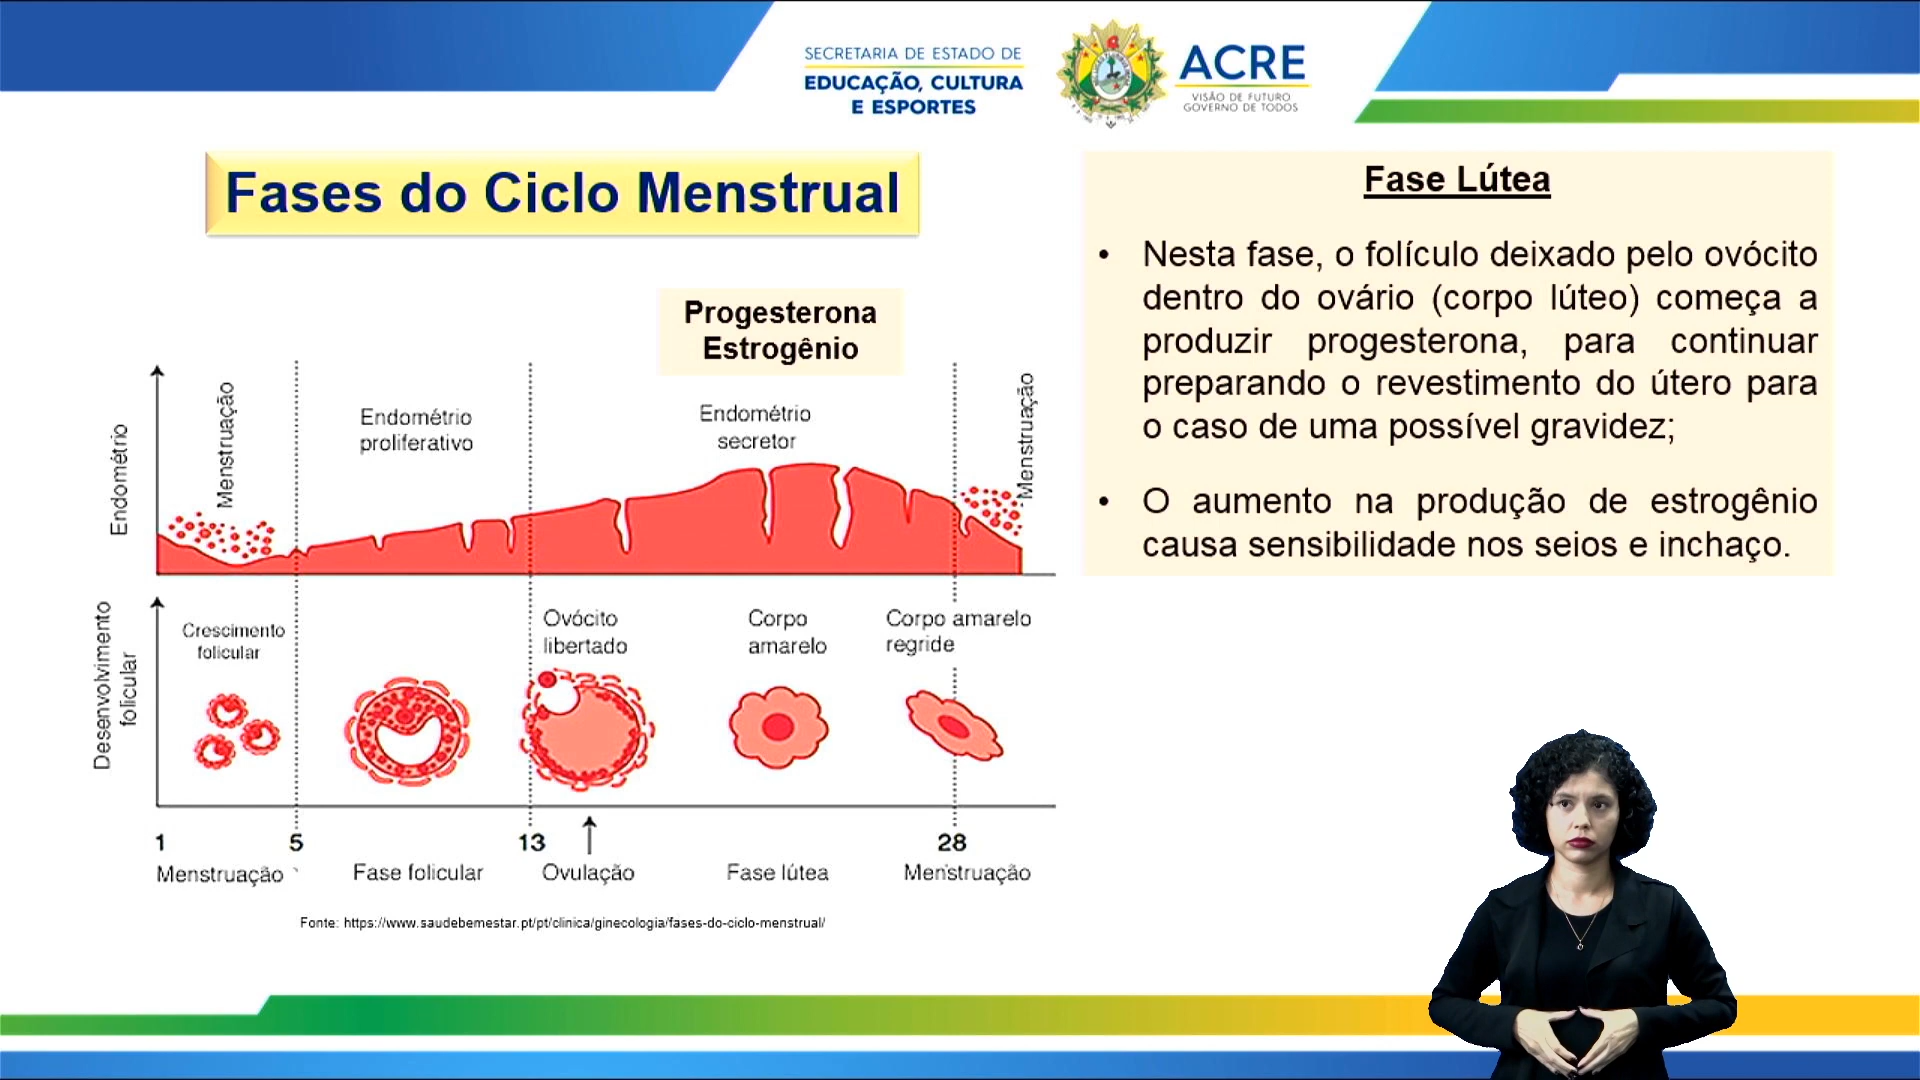 SECRETARIA DE ESTADO DE
EDUCAÇÃO, CULTURA
E ESPORTES
ACRE
VISÃO DE FUTURO
GOVERNO DE TODOS
Fases do Ciclo Menstrual
Progesterona
Estrogênio
Endométrio
Menstruação
Endométrio
proliferativo
Endométrio
secretor
Menstruação
Desenvolvimento
folicular
Crescimento
folicular
Ovócito
libertado
Corpo
amarelo
Corpo amarelo
regride
1
5
13
28
Menstruação
Fase folicular
Ovulação
Fase lútea
Menstruação
Fonte: https://www.saudebemestar.pt/pt/clinica/ginecologia/fases-do-ciclo-menstrual/
Fase Lútea
• Nesta fase, o folículo deixado pelo ovócito
dentro do ovário (corpo lúteo) começa a
produzir progesterona, para continuar
preparando o revestimento do útero para
o caso de uma possível gravidez;
• O aumento na produção de estrogênio
causa sensibilidade nos seios e inchaço.